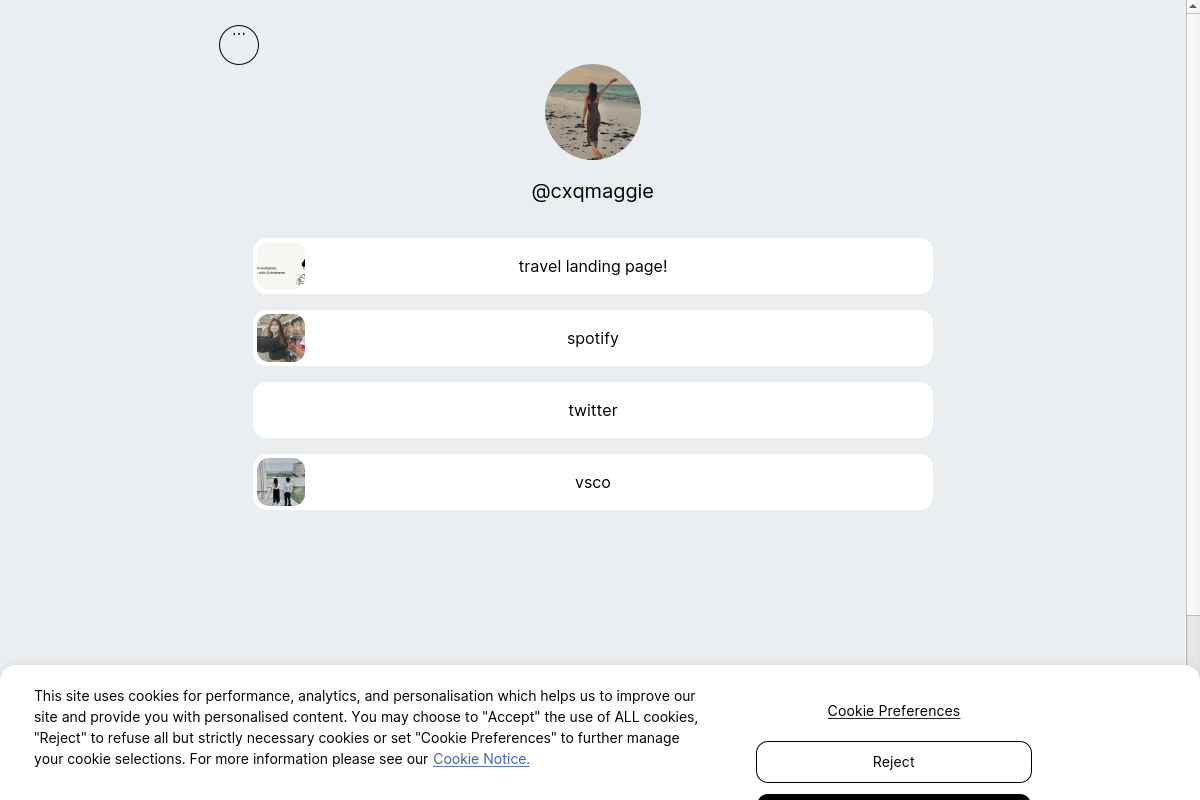 @cxqmaggie
travel landing page!
spotify
twitter
vsco
This site uses cookies for performance, analytics, and personalisation which helps us to improve our
site and provide you with personalised content. You may choose to "Accept" the use of ALL cookies,
"Reject" to refuse all but strictly necessary cookies or set "Cookie Preferences" to further manage
your cookie selections. For more information please see our Cookie Notice.
Cookie Preferences
Reject